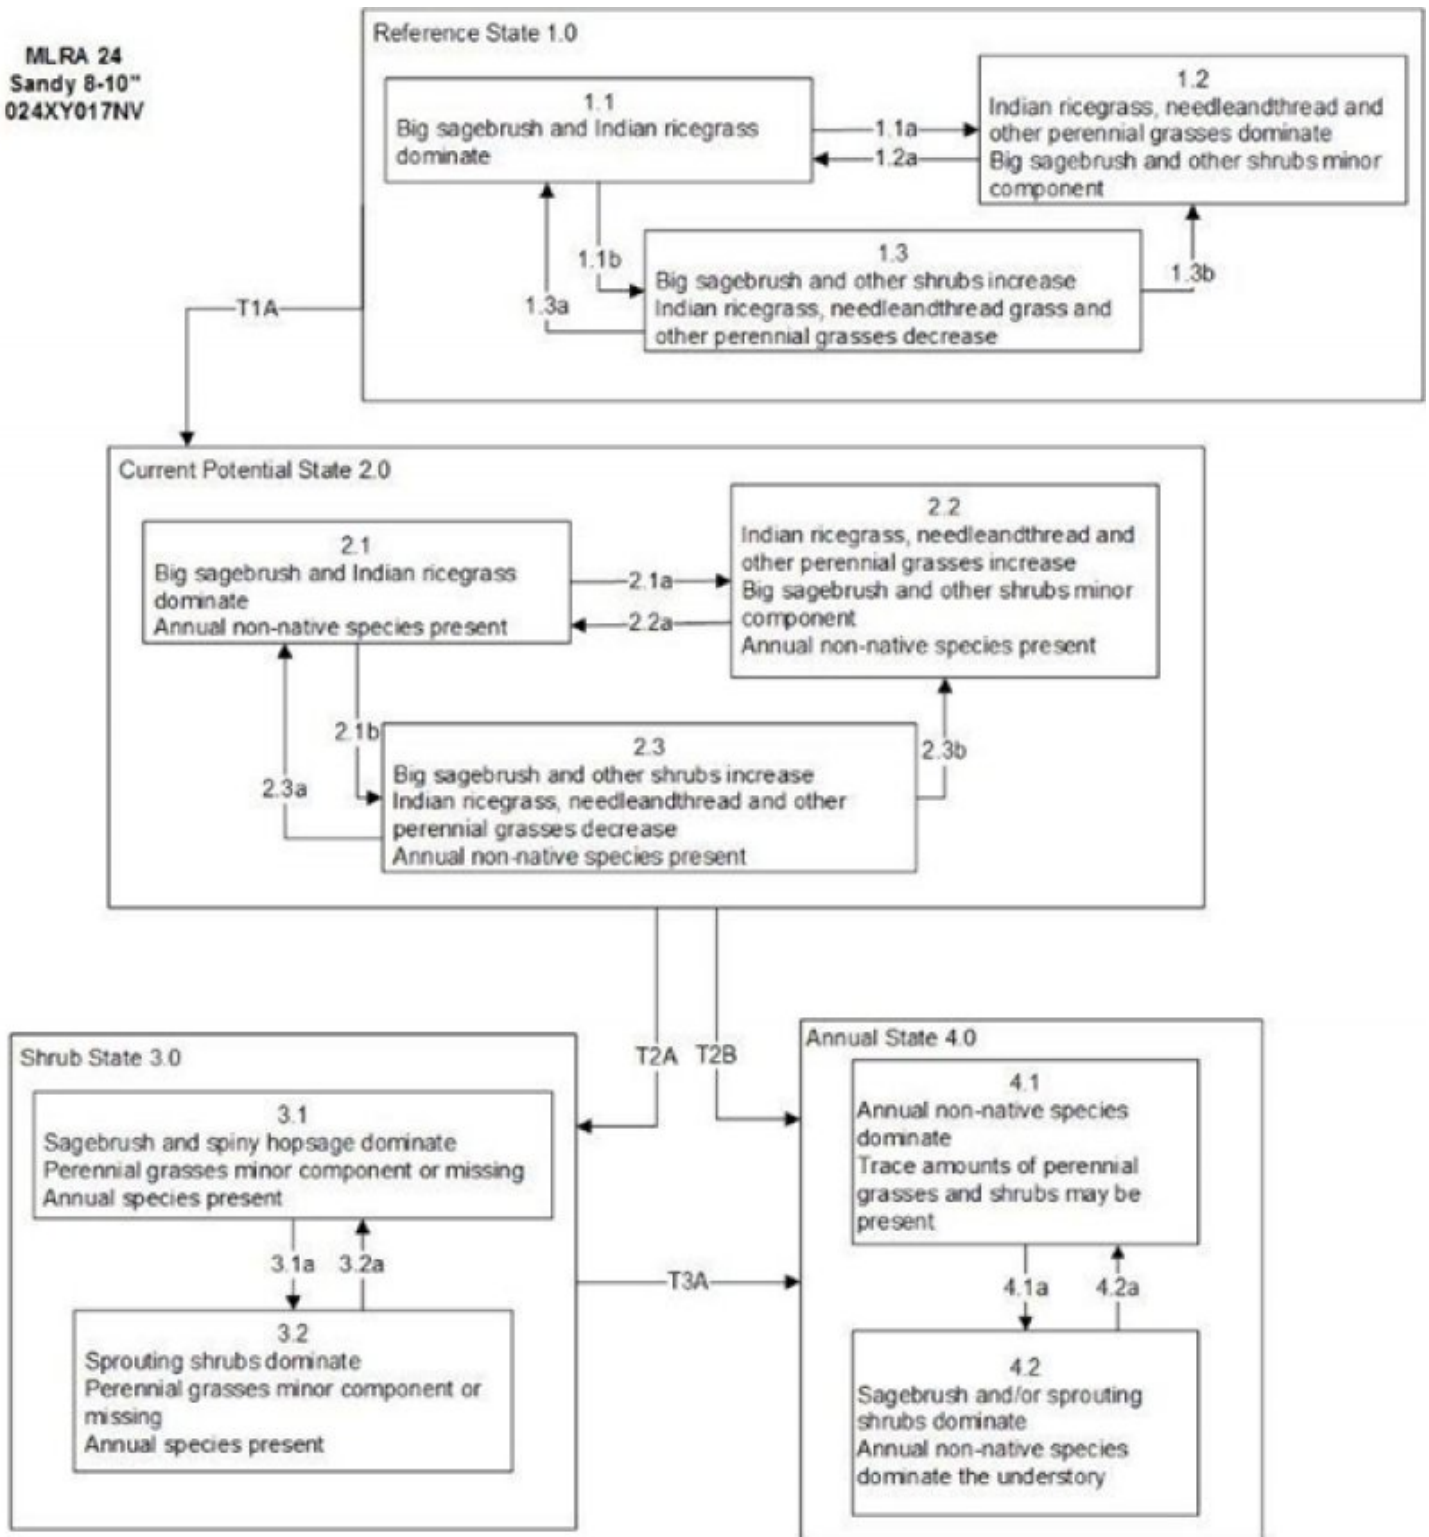 MLRA 24
Sandy 8-10"
024XY017NV
Reference State 1.0
1.1
Big sagebrush and Indian ricegrass
dominate
1.1a
1.2a
1.2
Indian ricegrass, needleandthread and
other perennial grasses dominate
Big sagebrush and other shrubs minor
component
1.1b
1.3a
1.3
Big sagebrush and other shrubs increase
Indian ricegrass, needleandthread grass and
other perennial grasses decrease
1.3b
T1A
Current Potential State 2.0
2.1
Big sagebrush and Indian ricegrass
dominate
Annual non-native species present
2.1a
2.2a
2.2
Indian ricegrass, needleandthread and
other perennial grasses increase
Big sagebrush and other shrubs minor
component
Annual non-native species present
2.1b
2.3a
2.3
Big sagebrush and other shrubs increase
Indian ricegrass, needleandthread and other
perennial grasses decrease
Annual non-native species present
2.3b
T2A
T2B
Shrub State 3.0
3.1
Sagebrush and spiny hopsage dominate
Perennial grasses minor component or missing
Annual species present
3.1a
3.2a
3.2
Sprouting shrubs dominate
Perennial grasses minor component or
missing
Annual species present
T3A
Annual State 4.0
4.1
Annual non-native species
dominate
Trace amounts of perennial
grasses and shrubs may be
present
4.1a
4.2a
4.2
Sagebrush and/or sprouting
shrubs dominate
Annual non-native species
dominate the understory